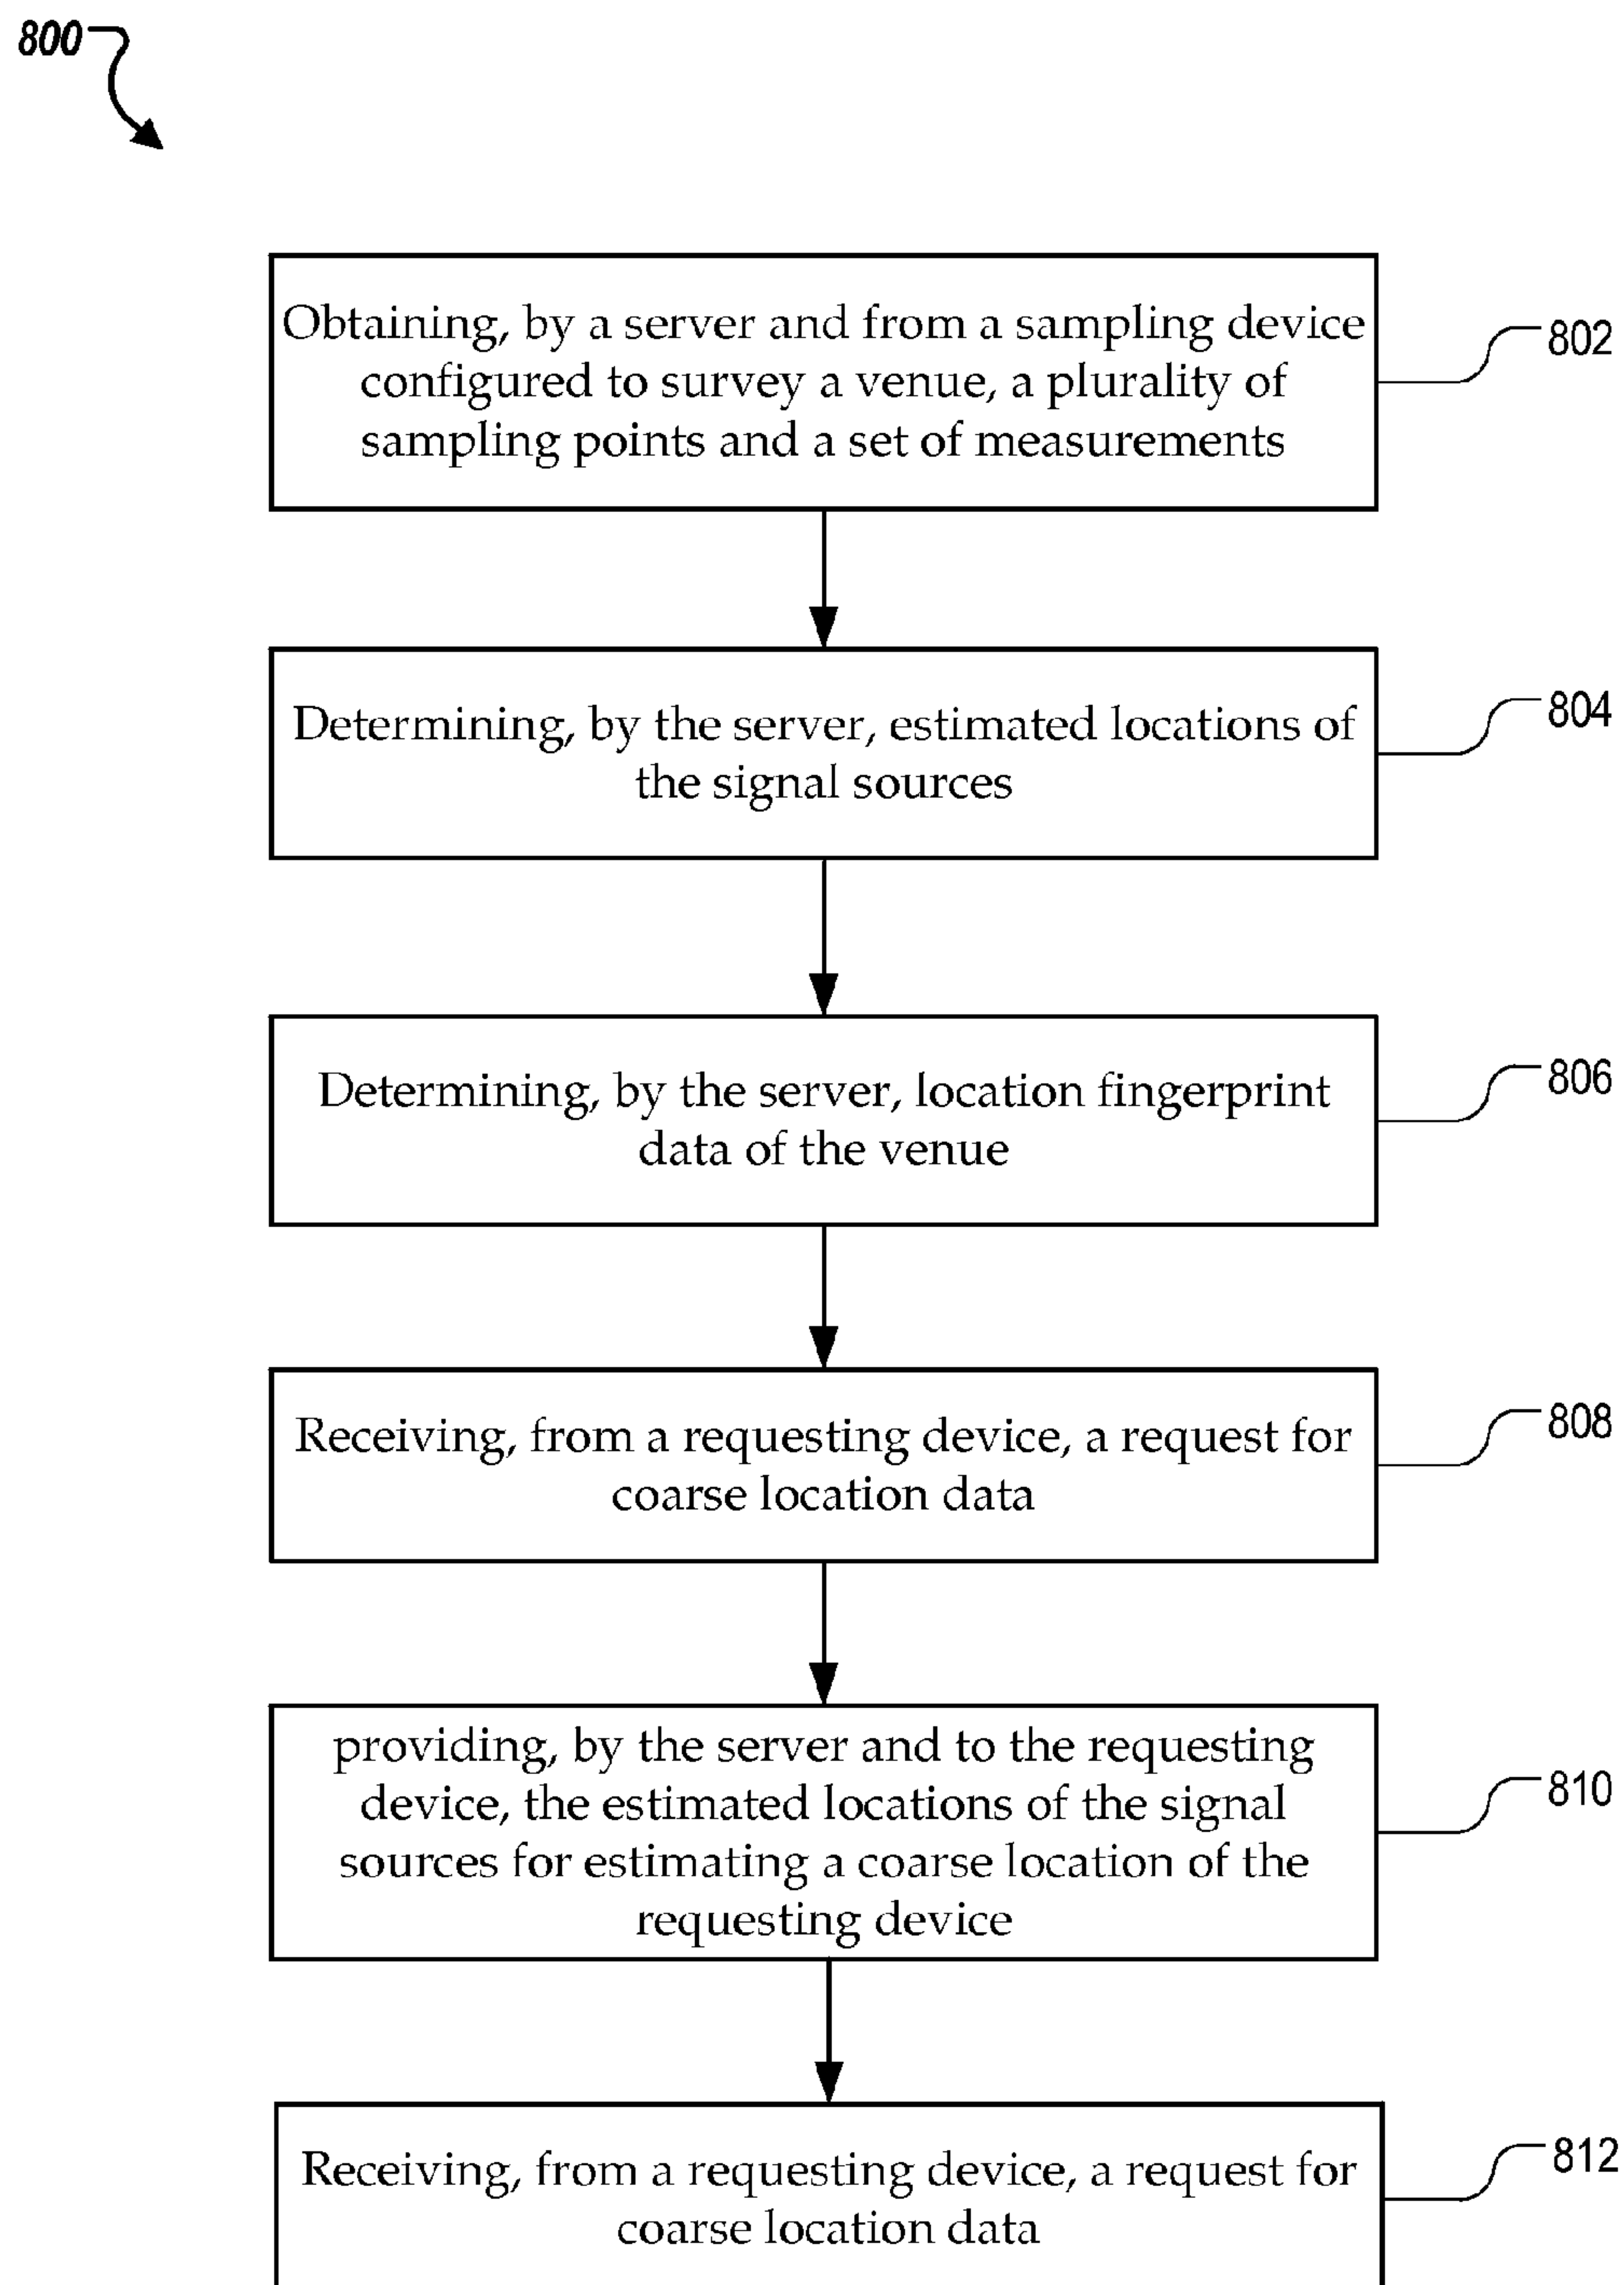 800
Obtaining, by a server and from a sampling device
configured to survey a venue, a plurality of
sampling points and a set of measurements
802
Determining, by the server, estimated locations of
the signal sources
804
Determining, by the server, location fingerprint
data of the venue
806
Receiving, from a requesting device, a request for
coarse location data
808
providing, by the server and to the requesting
device, the estimated locations of the signal
sources for estimating a coarse location of the
requesting device
810
Receiving, from a requesting device, a request for
coarse location data
812